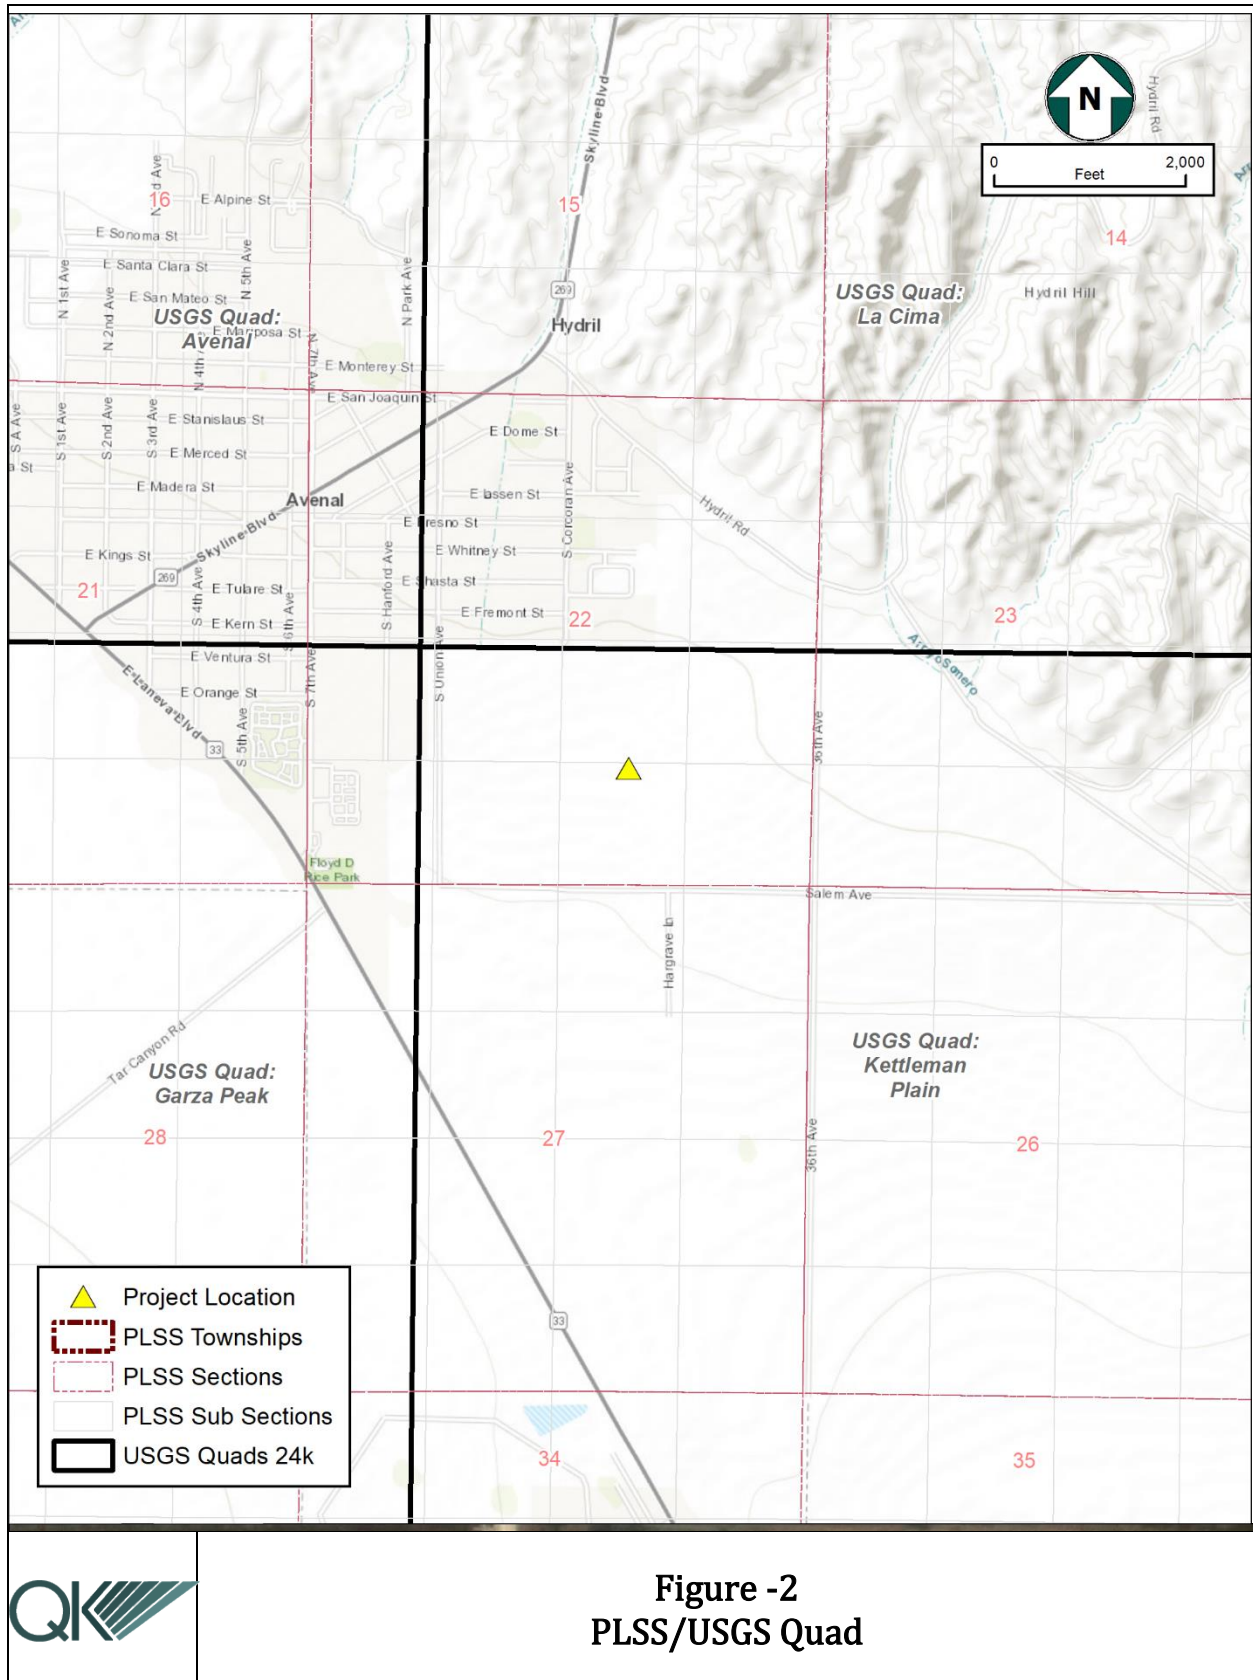 N
0 2,000
Feet
Hydril Rd
Skyline Blvd
16
E Alpine St
15
14
E Sonoma St
E Santa Clara St
N 5th Ave
N 1st Ave
N Park Ave
E San Mateo St
N 2nd Ave
USGS Quad:
Avenal
E Mariposa St
N 4th Ave
N 7th Ave
269
Hydril
USGS Quad:
La Cima
Hydril Hill
E Monterey St
E San Joaquin St
S A Ave
S 1st Ave
S 2nd Ave
S 3rd Ave
E Stanislaus St
E Merced St
E Madera St
Avenal
E Dome St
E Lassen St
S Corcoran Ave
Hydril Rd
E Fresno St
E Whitney St
E Shasta St
E Fremont St
22
23
Skyline Blvd
E Kings St
269
21
S 4th Ave
E Tulare St
S 6th Ave
E Kern St
S Hanford Ave
E Ventura St
E Orange St
S 7th Ave
S Union Ave
E Laneva Blvd
33
S 5th Ave
36th Ave
Floyd D
Rice Park
Salem Ave
Hargrave ln
Tar Canyon Rd
USGS Quad:
Garza Peak
USGS Quad:
Kettleman
Plain
28
27
36th Ave
26
33
34
35
Project Location
PLSS Townships
PLSS Sections
PLSS Sub Sections
USGS Quads 24k
QK
Figure -2
PLSS/USGS Quad